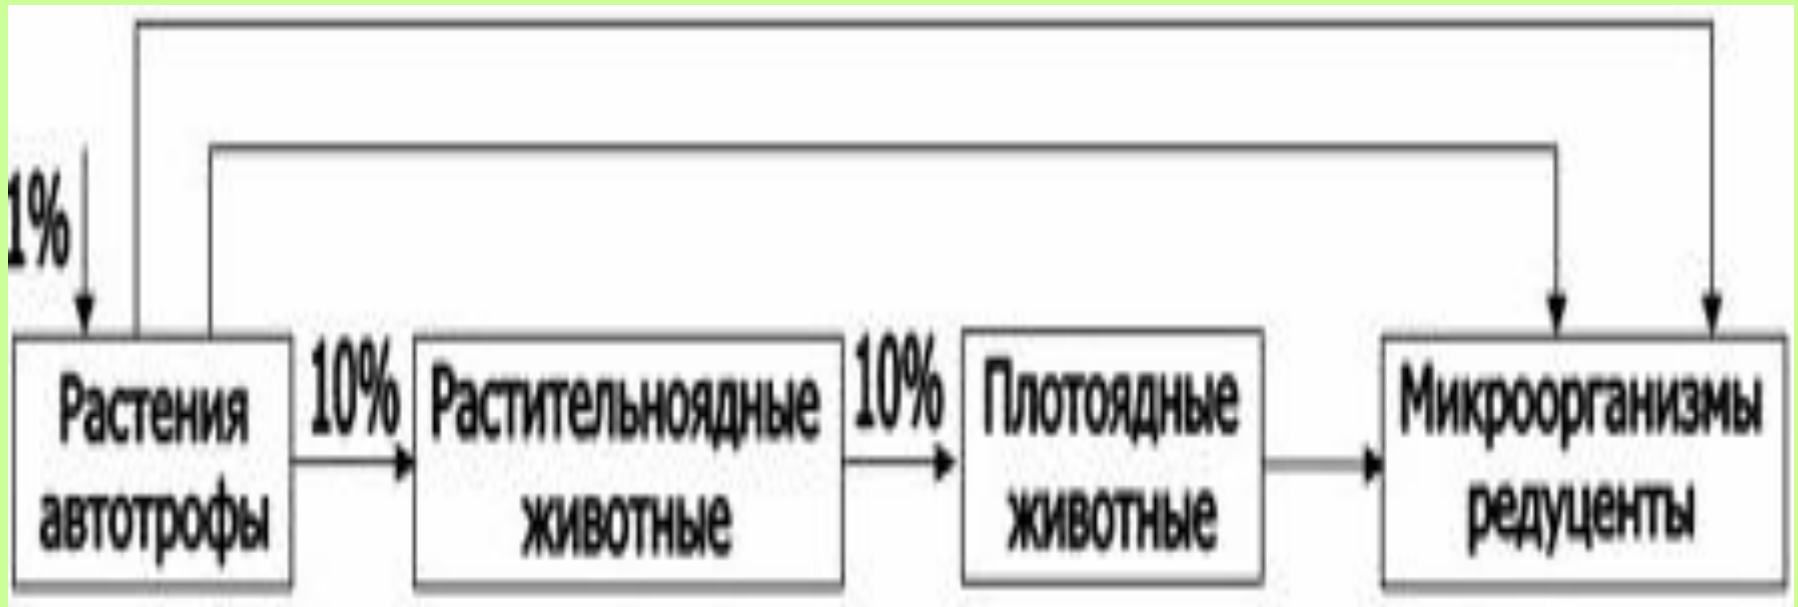 1%
Растения
автотрофы
10%
Растительноядные
животные
10%
Плотоядные
животные
Микроорганизмы
редуценты